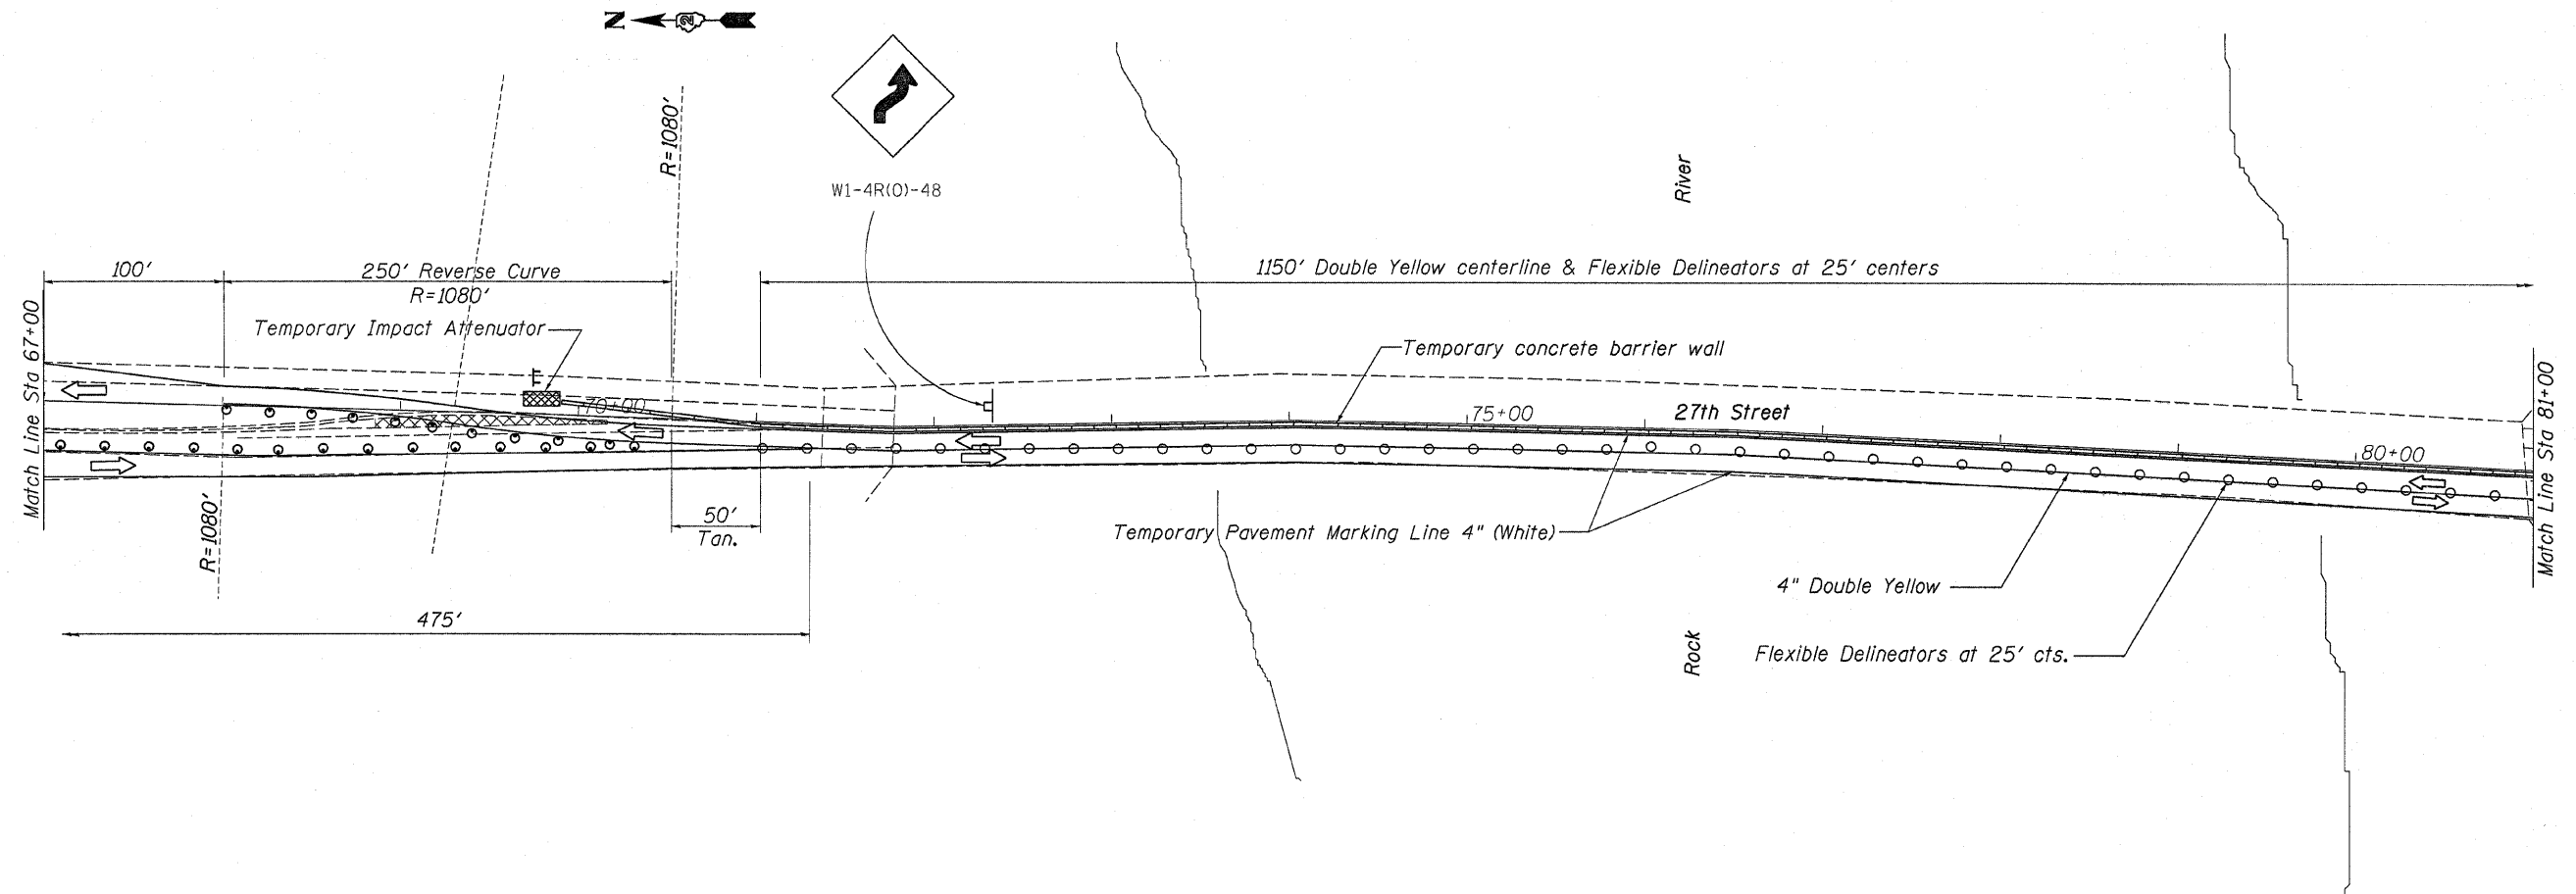 N
2
W1-4R(O)-48
R=1080'
River
100'
250' Reverse Curve
R=1080'
1150' Double Yellow centerline & Flexible Delineators at 25' centers
Temporary Impact Attenuator
Temporary concrete barrier wall
Match Line Sta 67+00
Match Line Sta 81+00
70+00
75+00
27th Street
80+00
R=1080'
50'
Tan.
Temporary Pavement Marking Line 4" (White)
4" Double Yellow
475'
Rock
Flexible Delineators at 25' cts.